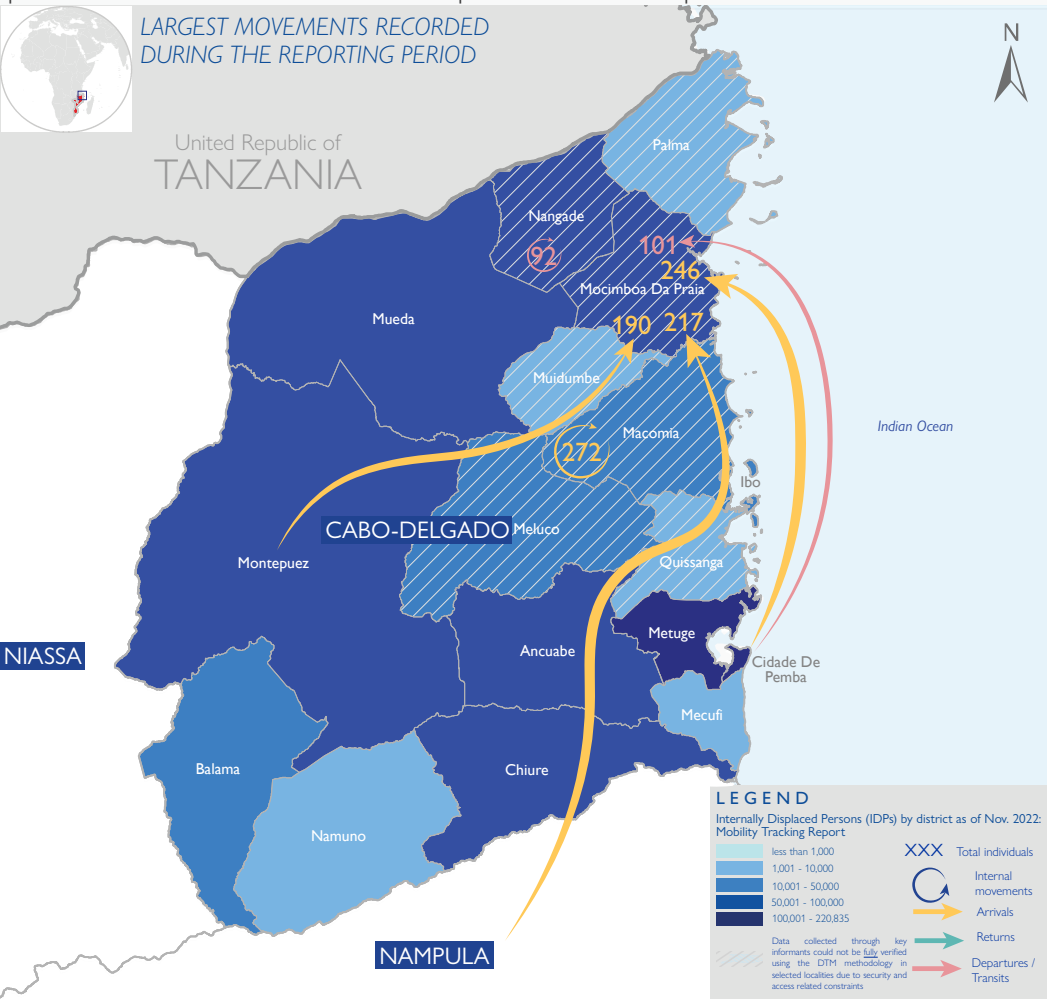 LARGEST MOVEMENTS RECORDED
DURING THE REPORTING PERIOD
N
United Republic of
TANZANIA
Palma
Nangade
92
101
246
Mocimboa Da Praia
190
217
Mueda
Muidumbe
Macomia
272
Indian Ocean
Ibo
CABO-DELGADO
Meluco
Montepuez
Quissanga
NIASSA
Metuge
Ancuabe
Cidade De
Pemba
Mecufi
Balama
Chiure
Namuno
NAMPULA
LEGEND
Internally Displaced Persons (IDPs) by district as of Nov. 2022:
Mobility Tracking Report
less than 1,000
1,001 - 10,000
10,001 - 50,000
50,001 - 100,000
100,001 - 220,835
Data collected through key
informants could not be fully verified
using the DTM methodology in
selected localities due to security and
access related constraints
XXX Total individuals
Internal
movements
Arrivals
Returns
Departures /
Transits